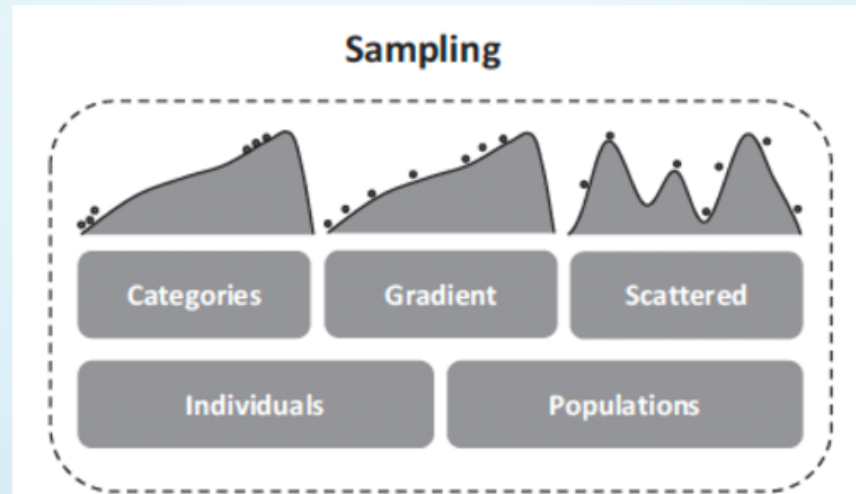 Sampling
Categories
Gradient
Scattered
Individuals
Populations